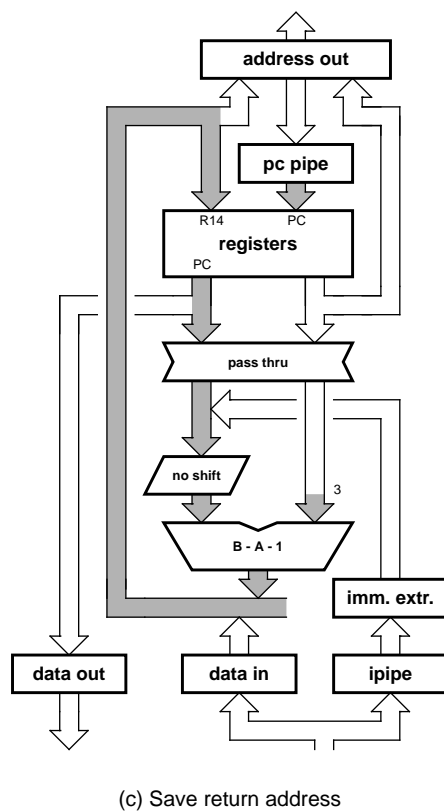 address out
pc pipe
R14 PC
registers
PC
pass thru
no shift
3
B - A - 1
imm. extr.
data out data in ipipe
(c) Save return address